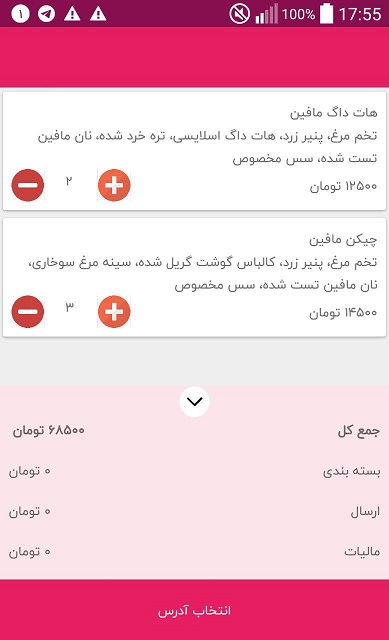 ۱ 100% 17:55
هات داگ مافین
تخم مرغ، پنیر زرد، هات داگ اسلایسی، تره خرد شده، نان مافین
تست شده، سس مخصوص
۱۲۵۰۰ تومان
۲
چیکن مافین
تخم مرغ، پنیر زرد، کالباس گوشت گریل شده، سینه مرغ سوخاری،
نان مافین تست شده، سس مخصوص
۱۴۵۰۰ تومان
۳
جمع کل ۶۸۵۰۰ تومان
بسته بندی ۰ تومان
ارسال ۰ تومان
مالیات ۰ تومان
انتخاب آدرس